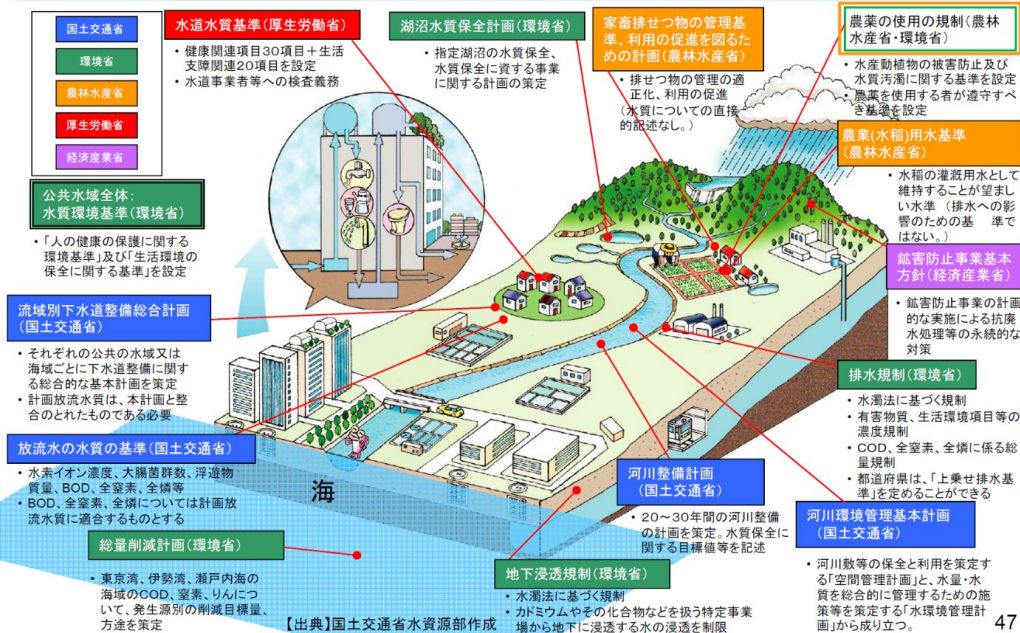 国土交通省
環境省
農林水産省
厚生労働省
経済産業省
水道水質基準(厚生労働省)
• 健康関連項目30項目＋生活
支障関連20項目を設定
• 水道事業者等への検査義務
湖沼水質保全計画(環境省)
• 指定湖沼の水質保全、
水質保全に資する事業
に関する計画の策定
家畜排せつ物の管理基
準、利用の促進を図るた
めの計画(農林水産省)
• 排せつ物の管理の適
正化、利用の促進
(水質についての直接
的記述なし。)
農薬の使用の規制(農林
水産省・環境省)
• 水産動植物の被害防止及び
水質汚濁に関する基準を設定
• 農薬を使用する者が遵守すべ
き基準を設定
農業(水稲)用水基準
(農林水産省)
• 水稲の灌漑用水として
維持することが望まし
い水準 (排水への影
響のための基　準で
はない。)
鉱害防止事業基本
方針(経済産業省)
• 鉱害防止事業の計画
的な実施による抗廃
水処理等の永続的な
対策
公共水域全体：
水質環境基準(環境省)
• 「人の健康の保護に関する
環境基準」及び「生活環境の
保全に関する基準」を設定
流域別下水道整備総合計画
(国土交通省)
• それぞれの公共の水域又は
海域ごとに下水道整備に関す
る総合的な基本計画を策定
• 計画放流水質は、本計画と整
合のとれたものである必要
放流水の水質の基準(国土交通省)
• 水素イオン濃度、大腸菌群数、浮遊物
質量、BOD、全窒素、全燐等
• BOD、全窒素、全燐については計画放
流水質に適合するものとする
海
総量削減計画(環境省)
• 東京湾、伊勢湾、瀬戸内海の
海域のCOD、窒素、りんにつ
いて、発生源別の削減目標量、
方途を策定
【出典】国土交通省水資源部作成
排水規制(環境省)
• 水濁法に基づく規制
• 有害物質、生活環境項目等の
濃度規制
• COD、全窒素、全燐に係る総
量規制
• 都道府県は、「上乗せ排水基
準」を定めることができる
河川整備計画
(国土交通省)
• 20～30年間の河川整備
の計画を策定。水質保全に
関する目標値等を記述
地下浸透規制(環境省)
• 水濁法に基づく規制
• カドミウムやその化合物などを扱う特定事業
場から地下に浸透する水の浸透を制限
河川環境管理基本計画
(国土交通省)
• 河川敷等の保全と利用を策定す
る「空間管理計画」と、水量・水
質を総合的に管理するための施
策等を策定する「水環境管理計
画」から成り立つ。
47